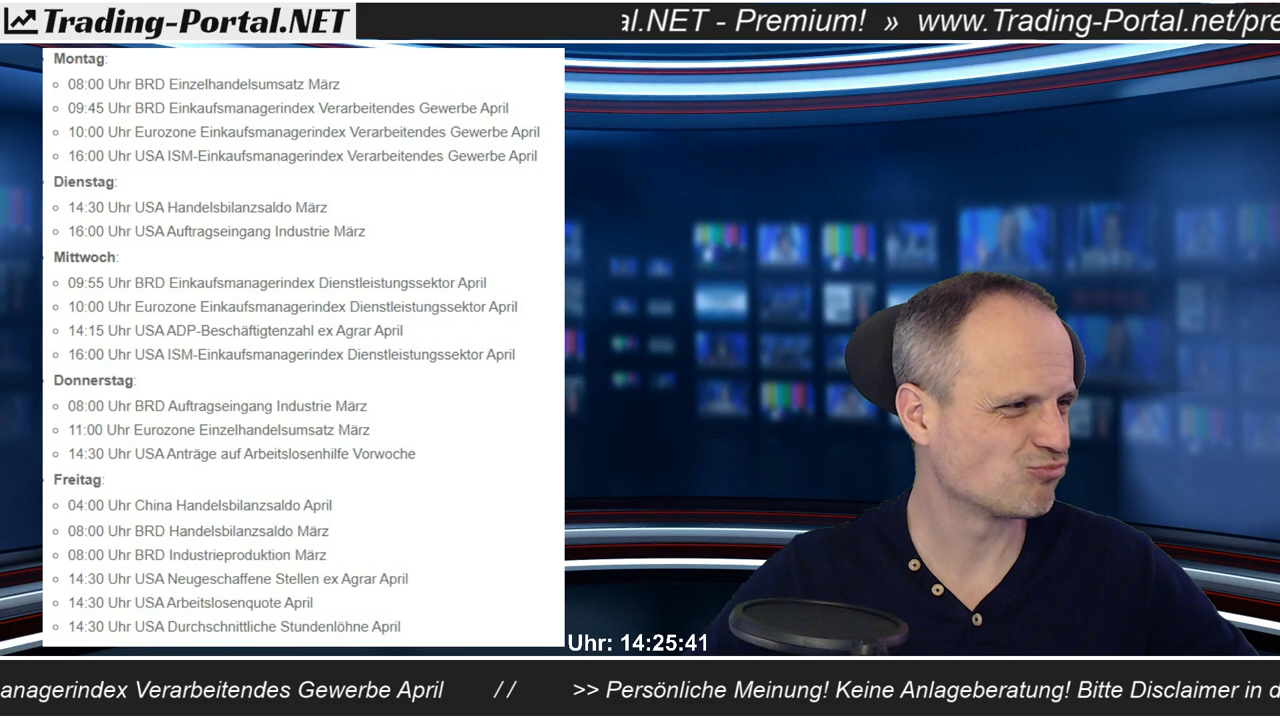 Trading-Portal.NET
al.NET - Premium! » www.Trading-Portal.net/pre
Montag:
08:00 Uhr BRD Einzelhandelsumsatz März
09:45 Uhr BRD Einkaufsmanagerindex Verarbeitendes Gewerbe April
10:00 Uhr Eurozone Einkaufsmanagerindex Verarbeitendes Gewerbe April
16:00 Uhr USA ISM-Einkaufsmanagerindex Verarbeitendes Gewerbe April
Dienstag:
14:30 Uhr USA Handelsbilanzsaldo März
16:00 Uhr USA Auftragseingang Industrie März
Mittwoch:
09:55 Uhr BRD Einkaufsmanagerindex Dienstleistungssektor April
10:00 Uhr Eurozone Einkaufsmanagerindex Dienstleistungssektor April
14:15 Uhr USA ADP-Beschäftigtenzahl ex Agrar April
16:00 Uhr USA ISM-Einkaufsmanagerindex Dienstleistungssektor April
Donnerstag:
08:00 Uhr BRD Auftragseingang Industrie März
11:00 Uhr Eurozone Einzelhandelsumsatz März
14:30 Uhr USA Anträge auf Arbeitslosenhilfe Vorwoche
Freitag:
04:00 Uhr China Handelsbilanzsaldo April
08:00 Uhr BRD Handelsbilanzsaldo März
08:00 Uhr BRD Industrieproduktion März
14:30 Uhr USA Neugeschaffene Stellen ex Agrar April
14:30 Uhr USA Arbeitslosenquote April
14:30 Uhr USA Durchschnittliche Stundenlöhne April
Uhr: 14:25:41
anagerindex Verarbeitendes Gewerbe April // >> Persönliche Meinung! Keine Anlageberatung! Bitte Disclaimer in d